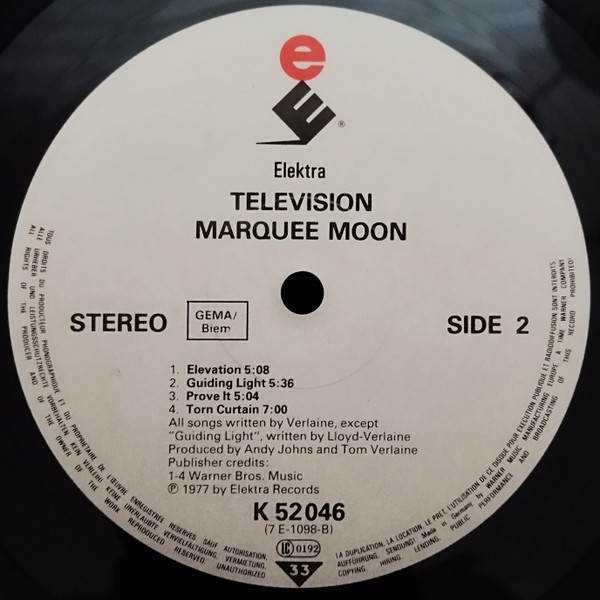 e
E
®
Elektra
TELEVISION
MARQUEE MOON
STEREO
GEMA/
Biem
SIDE 2
1. Elevation 5:08
2. Guiding Light 5:36
3. Prove It 5:04
4. Torn Curtain 7:00
All songs written by Verlaine, except
"Guiding Light", written by Lloyd-Verlaine
Produced by Andy Johns and Tom Verlaine
Publisher credits:
1-4 Warner Bros. Music
℗ 1977 by Elektra Records
K 52046
(7 E-1098-B)
LC 0192
33
TOUS DROITS DU PRODUCTEUR PHONOGRAPHIQUE ET DU PROPRIETAIRE DE L'ŒUVRE ENREGISTREE RESERVES. SAUF AUTORISATION,
LA DUPLICATION, LA LOCATION, LE PRET, L'UTILISATION DE CE DISQUE POUR EXECUTION PUBLIQUE ET RADIODIFFUSION SONT INTERDITS
ALLE URHEBER UND LEISTUNGSSCHUTZRECHTE VORBEHALTEN KEIN VERLEIH! KEINE UNERLAUBTE VERVIELFÄLTIGUNG, VERMIETUNG,
AUFFÜHRUNG, SENDUNG! Made in Germany by WARNER MUSIC MANUFACTURING EUROPE. A TIME WARNER COMPANY
ALL RIGHTS OF THE PRODUCER AND OF THE OWNER OF THE WORK REPRODUCED RESERVED. UNAUTHORIZED
COPYING, HIRING, LENDING, PUBLIC PERFORMANCE AND BROADCASTING OF THIS RECORD PROHIBITED!